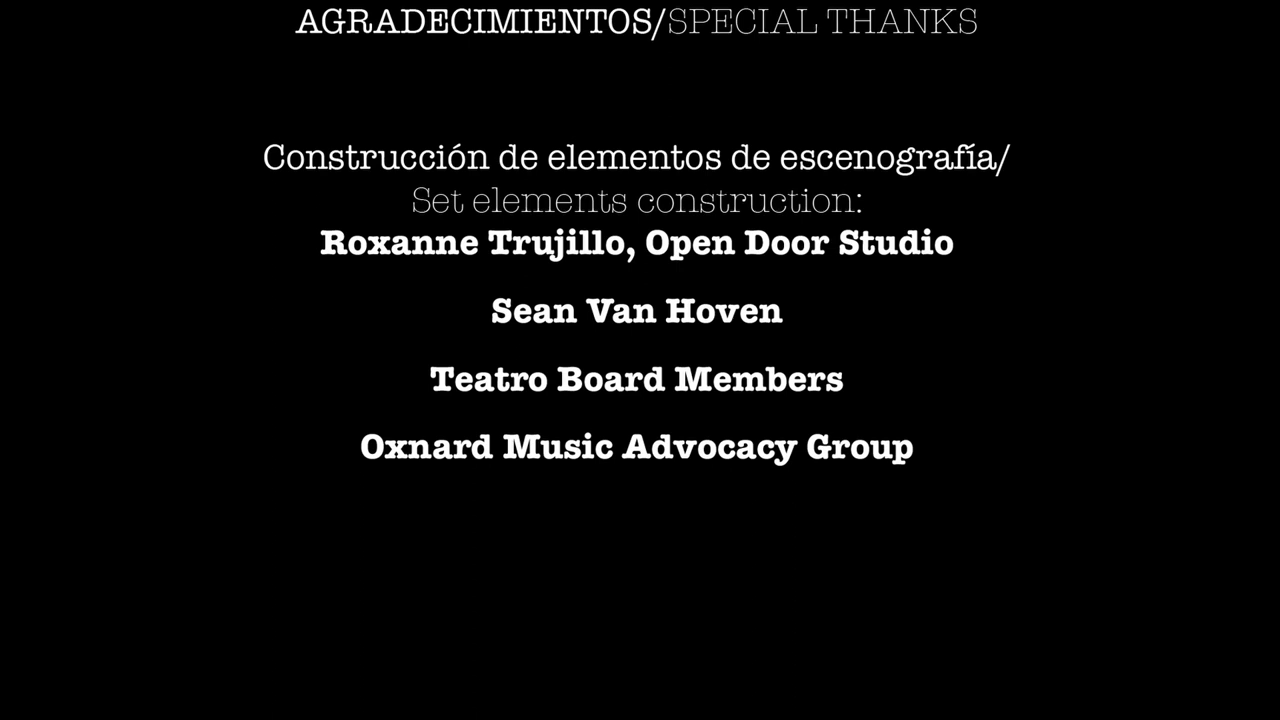 AGRADECIMIENTOS/SPECIAL THANKS
Construcción de elementos de escenografía/
Set elements construction:
Roxanne Trujillo, Open Door Studio
Sean Van Hoven
Teatro Board Members
Oxnard Music Advocacy Group